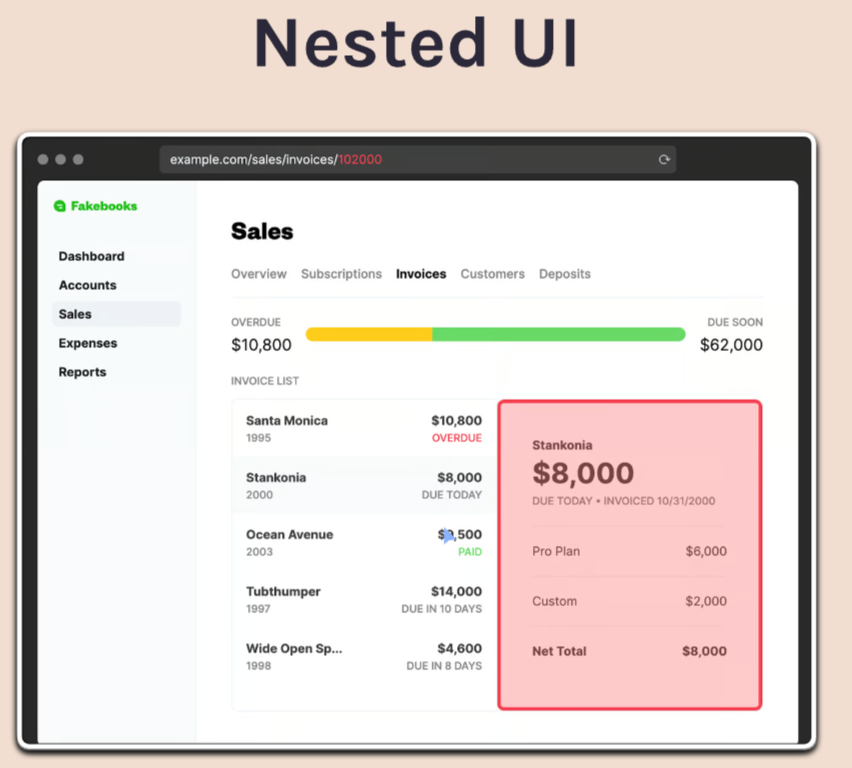 Nested UI
example.com/sales/invoices/102000
Fakebooks
Dashboard
Accounts
Sales
Expenses
Reports
Sales
Overview Subscriptions Invoices Customers Deposits
OVERDUE
$10,800
DUE SOON
$62,000
INVOICE LIST
Santa Monica $10,800
1995 OVERDUE
Stankonia $8,000
2000 DUE TODAY
Ocean Avenue
2003 PAID
Tubthumper $14,000
1997 DUE IN 10 DAYS
Wide Open Sp... $4,600
1998 DUE IN 8 DAYS
Stankonia
$8,000
DUE TODAY • INVOICED 10/31/2000
Pro Plan $6,000
Custom $2,000
Net Total $8,000